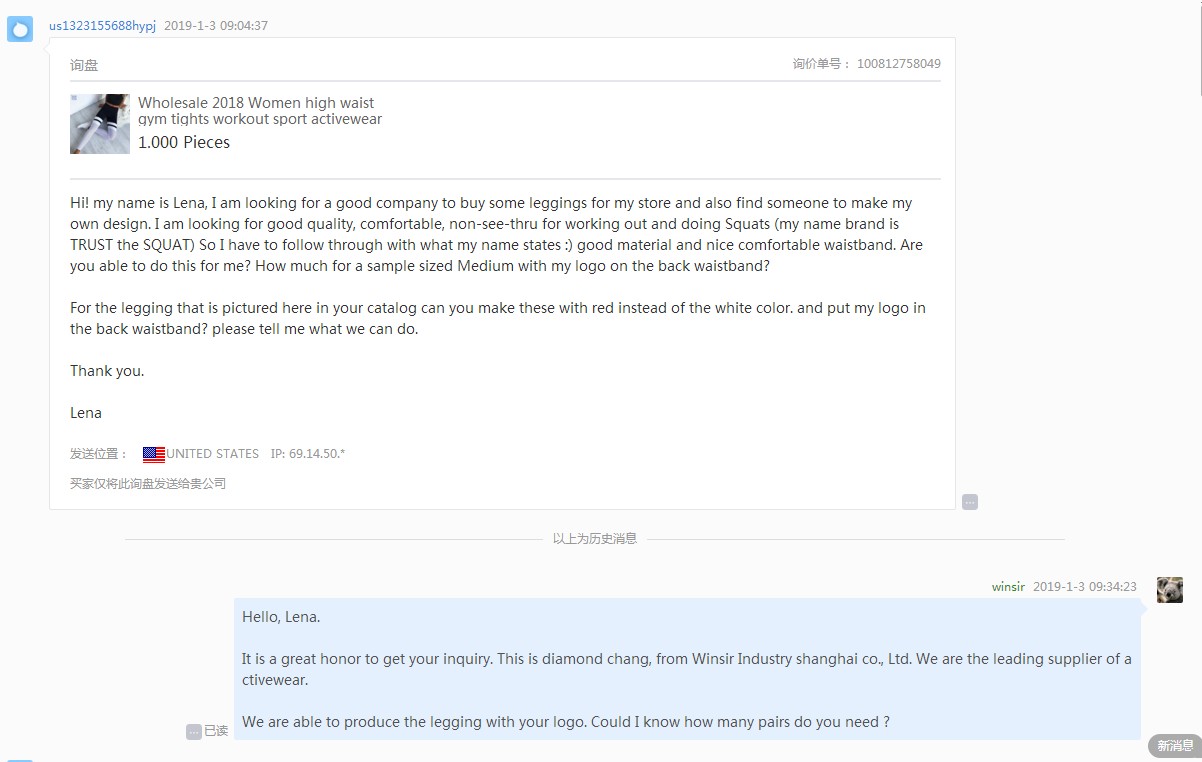 us1323155688hypj 2019-1-3 09:04:37
询盘
询价单号： 100812758049
Wholesale 2018 Women high waist
gym tights workout sport activewear
1.000 Pieces
Hi! my name is Lena, I am looking for a good company to buy some leggings for my store and also find someone to make my
own design. I am looking for good quality, comfortable, non-see-thru for working out and doing Squats (my name brand is
TRUST the SQUAT) So I have to follow through with what my name states :) good material and nice comfortable waistband. Are
you able to do this for me? How much for a sample sized Medium with my logo on the back waistband?
For the legging that is pictured here in your catalog can you make these with red instead of the white color. and put my logo in
the back waistband? please tell me what we can do.
Thank you.
Lena
发送位置： UNITED STATES IP: 69.14.50.*
买家仅将此询盘发送给贵公司
以上为历史消息
winsir 2019-1-3 09:34:23
Hello, Lena.
It is a great honor to get your inquiry. This is diamond chang, from Winsir Industry shanghai co., Ltd. We are the leading supplier of a
ctivewear.
We are able to produce the legging with your logo. Could I know how many pairs do you need ?
已读
新消息